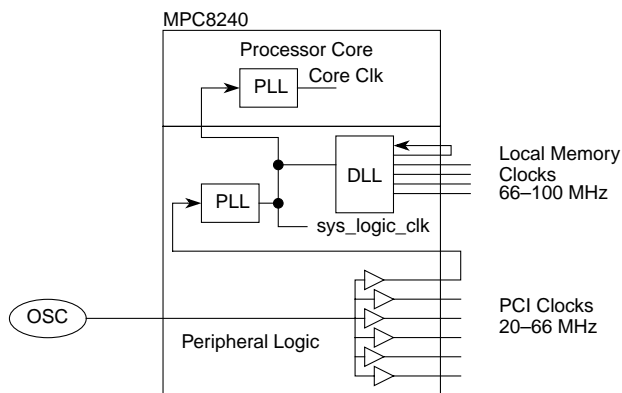 MPC8240
Processor Core
PLL
Core Clk
DLL
Local Memory
Clocks
66–100 MHz
PLL
sys_logic_clk
OSC
Peripheral Logic
PCI Clocks
20–66 MHz